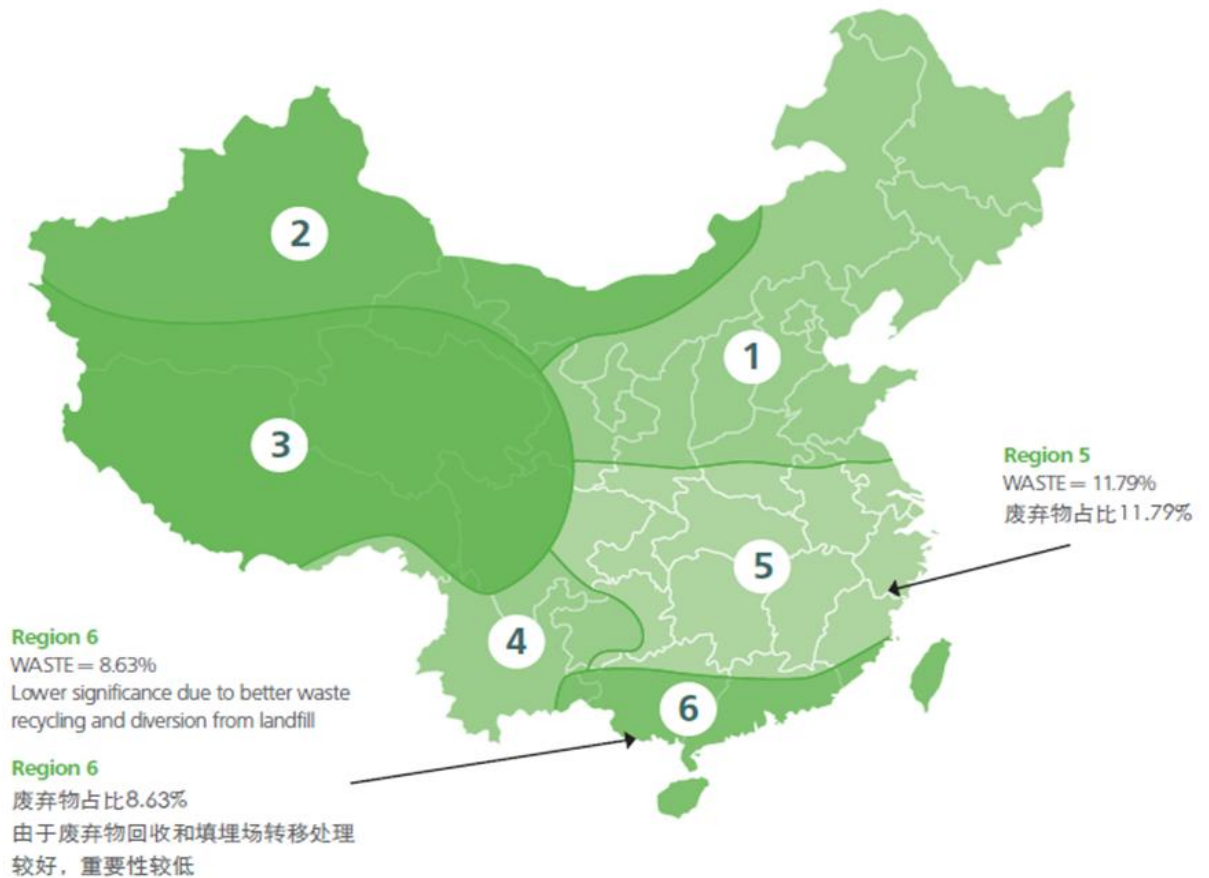 2
1
3
Region 5
WASTE = 11.79%
废弃物占比11.79%
5
4
6
Region 6
WASTE = 8.63%
Lower significance due to better waste
recycling and diversion from landfill
Region 6
废弃物占比8.63%
由于废弃物回收和填埋场转移处理
较好，重要性较低